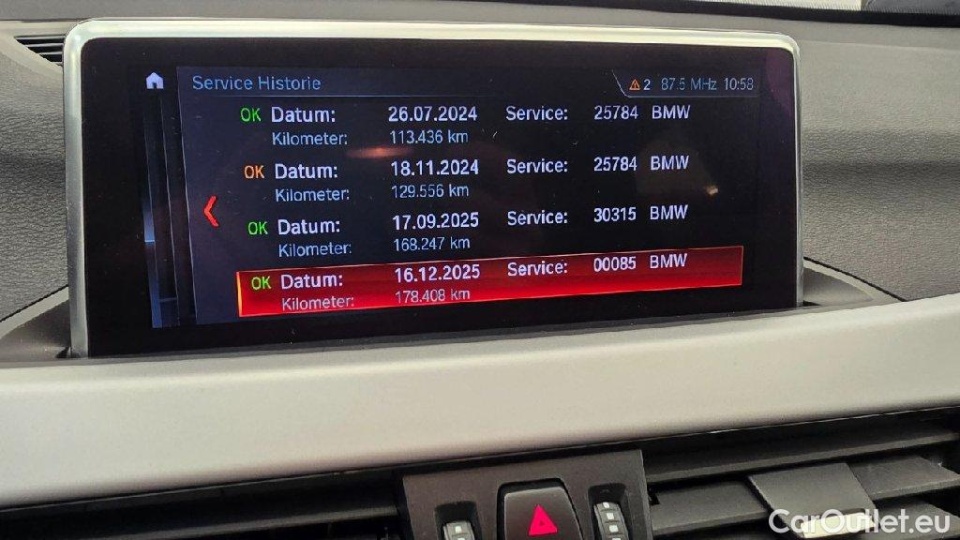 Service Historie 2 87.5 MHz 10:58
OK Datum: 26.07.2024 Service: 25784 BMW
Kilometer: 113.436 km
OK Datum: 18.11.2024 Service: 25784 BMW
Kilometer: 129.556 km
OK Datum: 17.09.2025 Service: 30315 BMW
Kilometer: 168.247 km
OK Datum: 16.12.2025 Service: 00085 BMW
Kilometer: 178.408 km
CarOutlet.eu